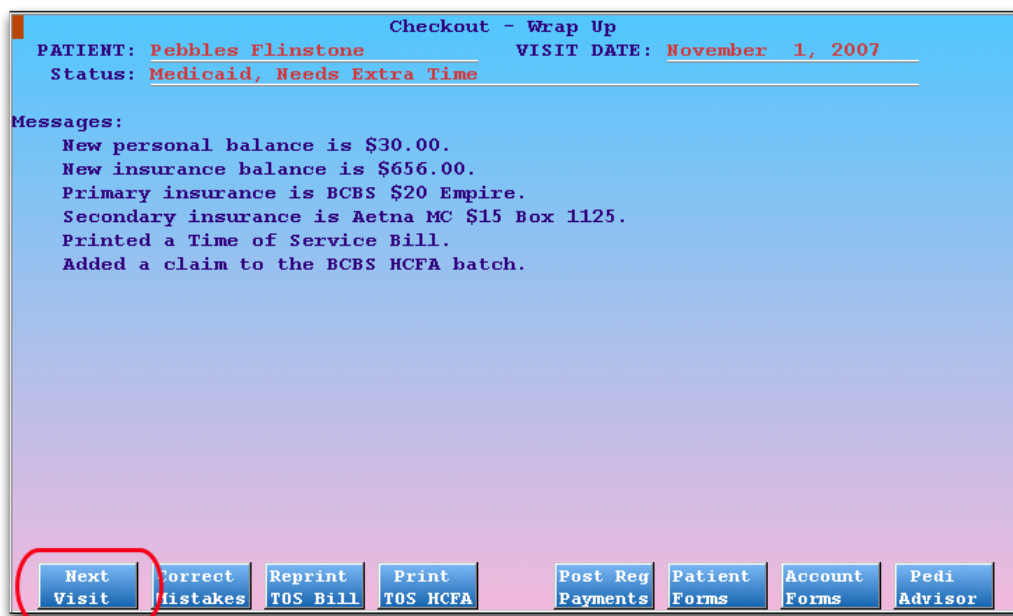 Checkout - Wrap Up
PATIENT: Pebbles Flinstone VISIT DATE: November 1, 2007
Status: Medicaid, Needs Extra Time
Messages:
New personal balance is $30.00.
New insurance balance is $656.00.
Primary insurance is BCBS $20 Empire.
Secondary insurance is Aetna MC $15 Box 1125.
Printed a Time of Service Bill.
Added a claim to the BCBS HCFA batch.
Next Correct Reprint Print Post Reg Patient Account Pedi
Visit Mistakes TOS Bill TOS HCFA Payments Forms Forms Advisor